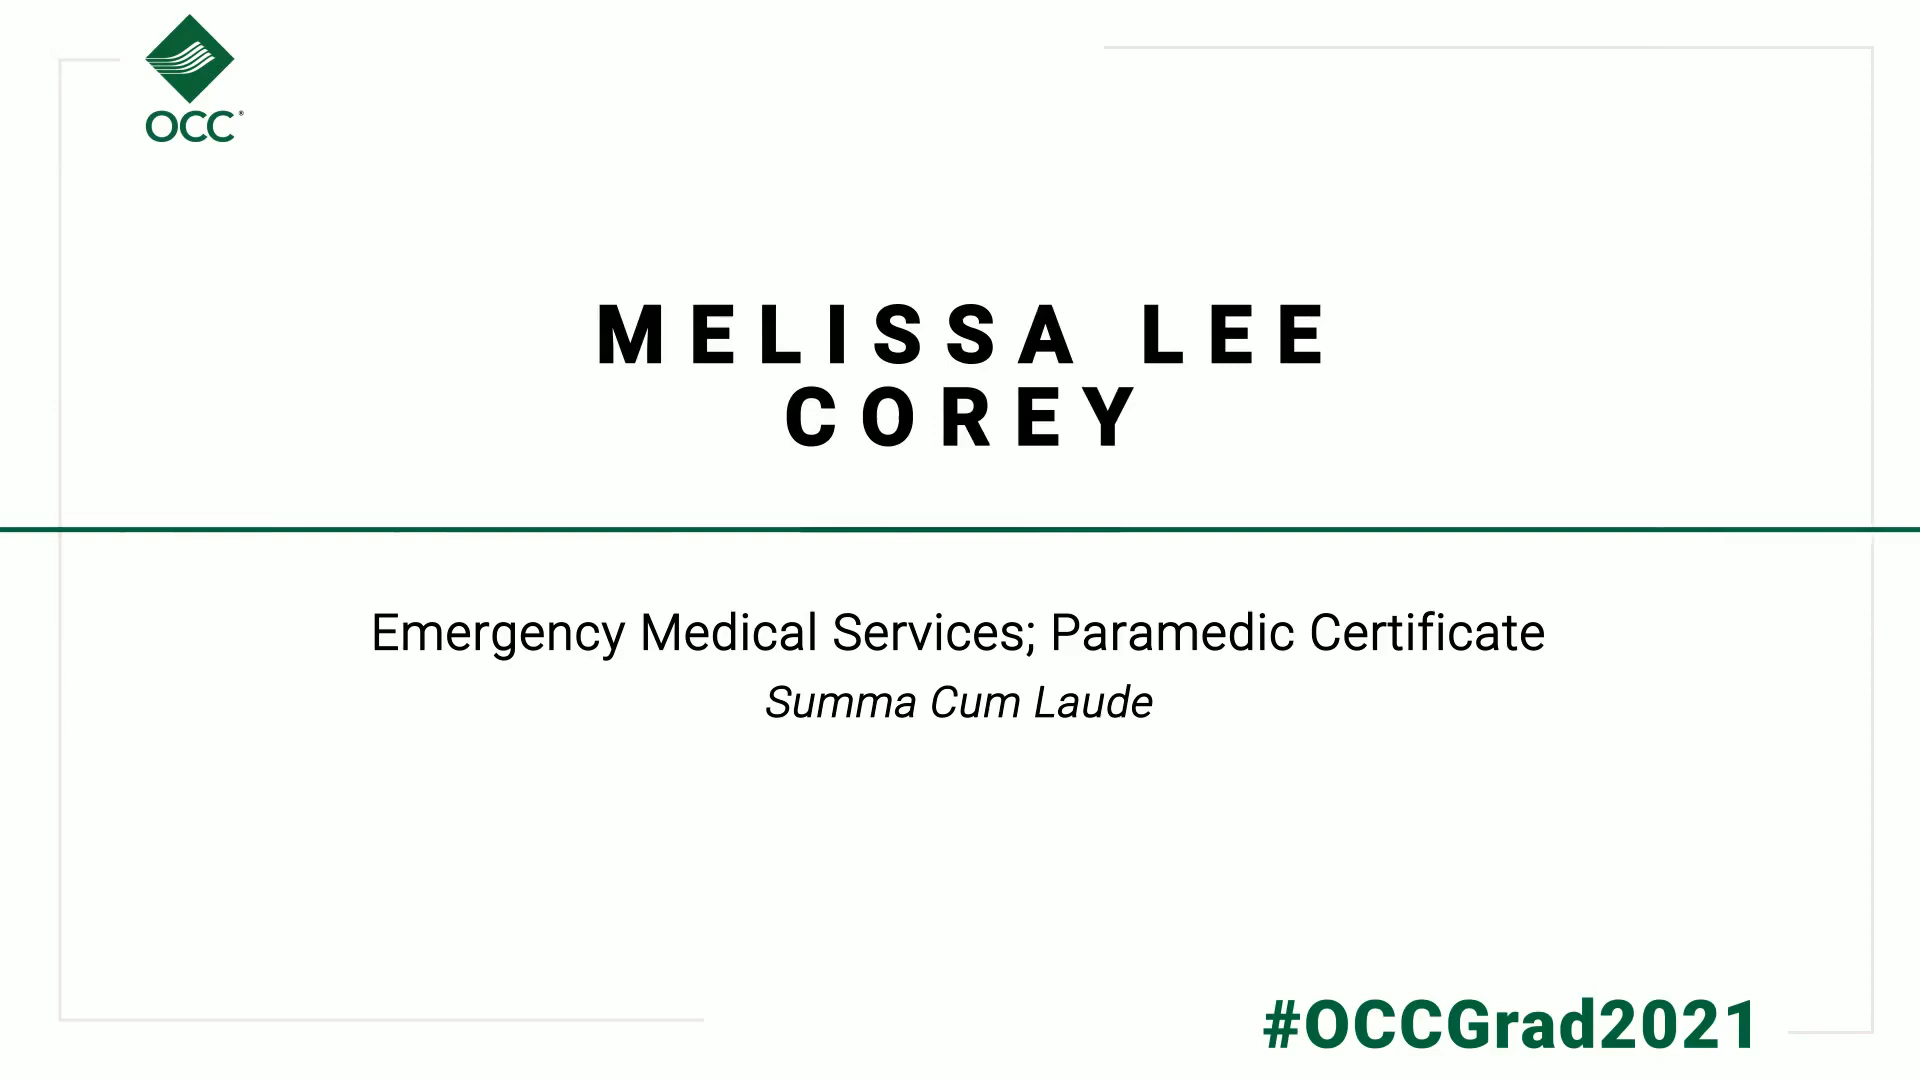 OCC®
MELISSA LEE
COREY
Emergency Medical Services; Paramedic Certificate
Summa Cum Laude
#OCCGrad2021